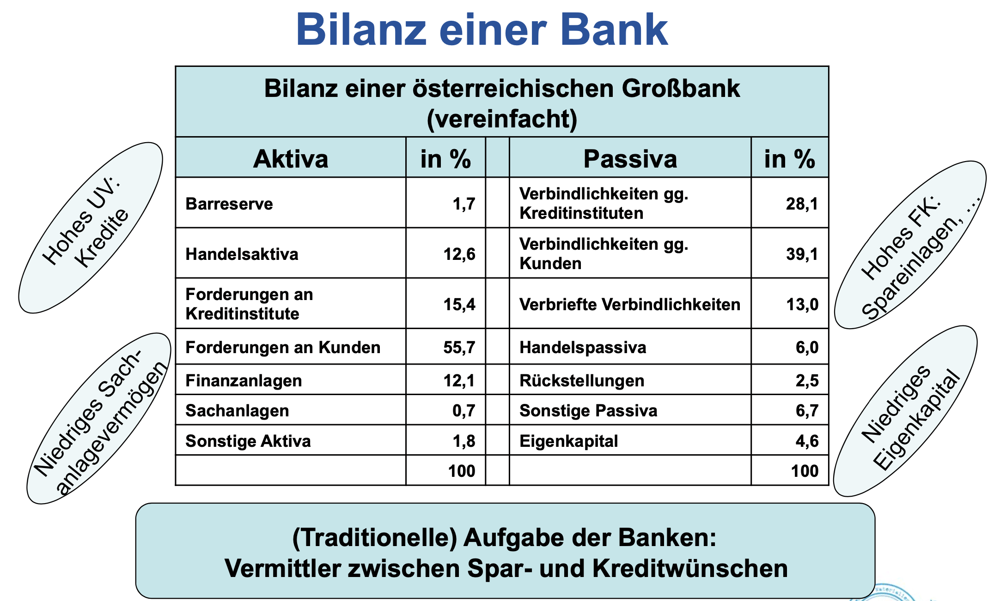 Bilanz einer Bank
Bilanz einer österreichischen Großbank
(vereinfacht)
Aktiva in % Passiva in %
Barreserve 1,7 Verbindlichkeiten gg. Kreditinstituten 28,1
Handelsaktiva 12,6 Verbindlichkeiten gg. Kunden 39,1
Forderungen an Kreditinstitute 15,4 Verbriefte Verbindlichkeiten 13,0
Forderungen an Kunden 55,7 Handelspassiva 6,0
Finanzanlagen 12,1 Rückstellungen 2,5
Sachanlagen 0,7 Sonstige Passiva 6,7
Sonstige Aktiva 1,8 Eigenkapital 4,6
100 100
Hohes UV:
Kredite
Niedriges Sach-
anlagevermögen
Hohes FK:
Spareinlagen, …
Niedriges
Eigenkapital
(Traditionelle) Aufgabe der Banken:
Vermittler zwischen Spar- und Kreditwünschen